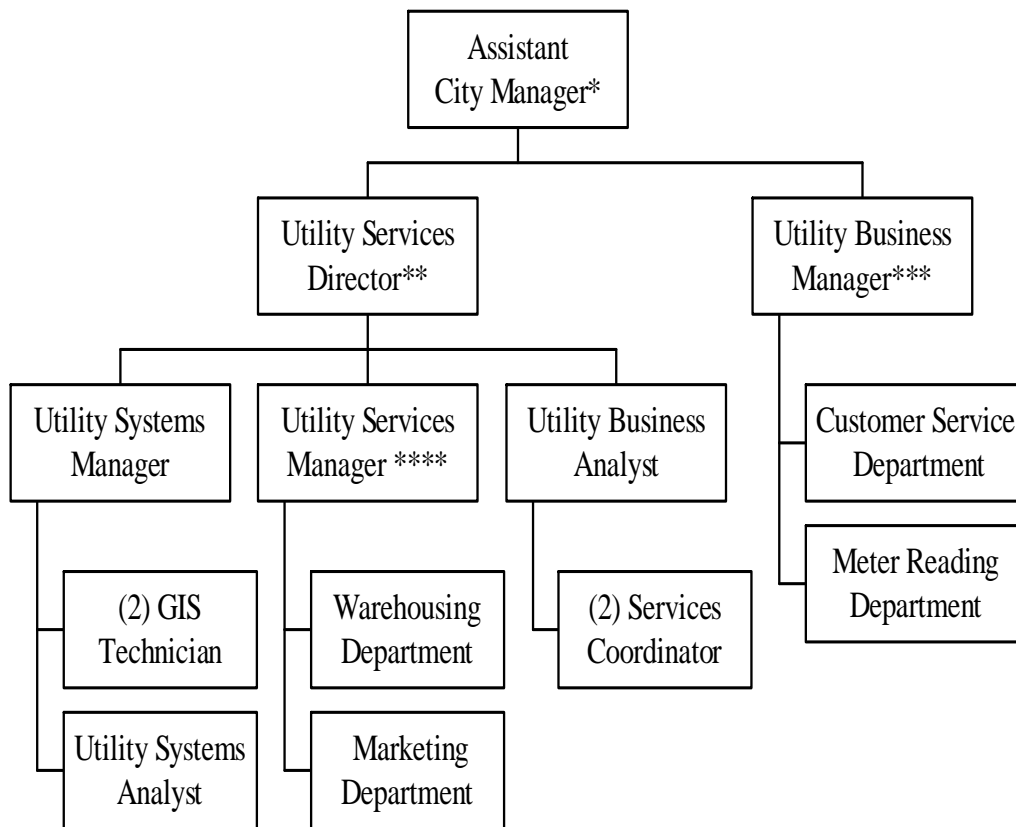 Assistant
City Manager*
Utility Services
Director**
Utility Business
Manager***
Utility Systems
Manager
Utility Services
Manager ****
Utility Business
Analyst
Customer Service
Department
Meter Reading
Department
(2) GIS
Technician
Warehousing
Department
(2) Services
Coordinator
Utility Systems
Analyst
Marketing
Department